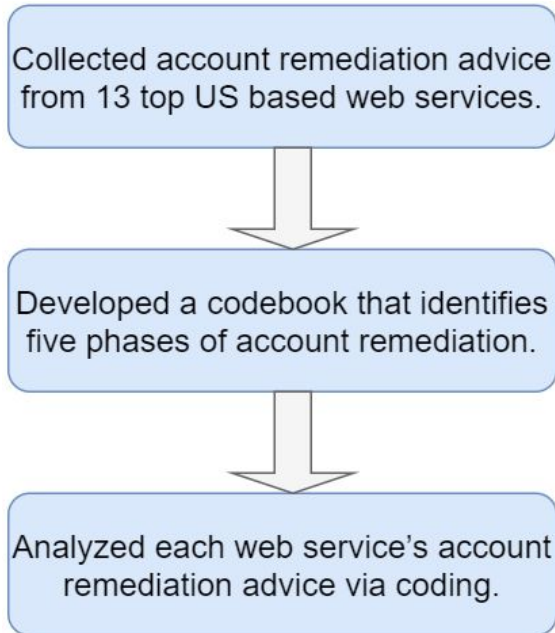 Collected account remediation advice
from 13 top US based web services.
Developed a codebook that identifies
five phases of account remediation.
Analyzed each web service's account
remediation advice via coding.